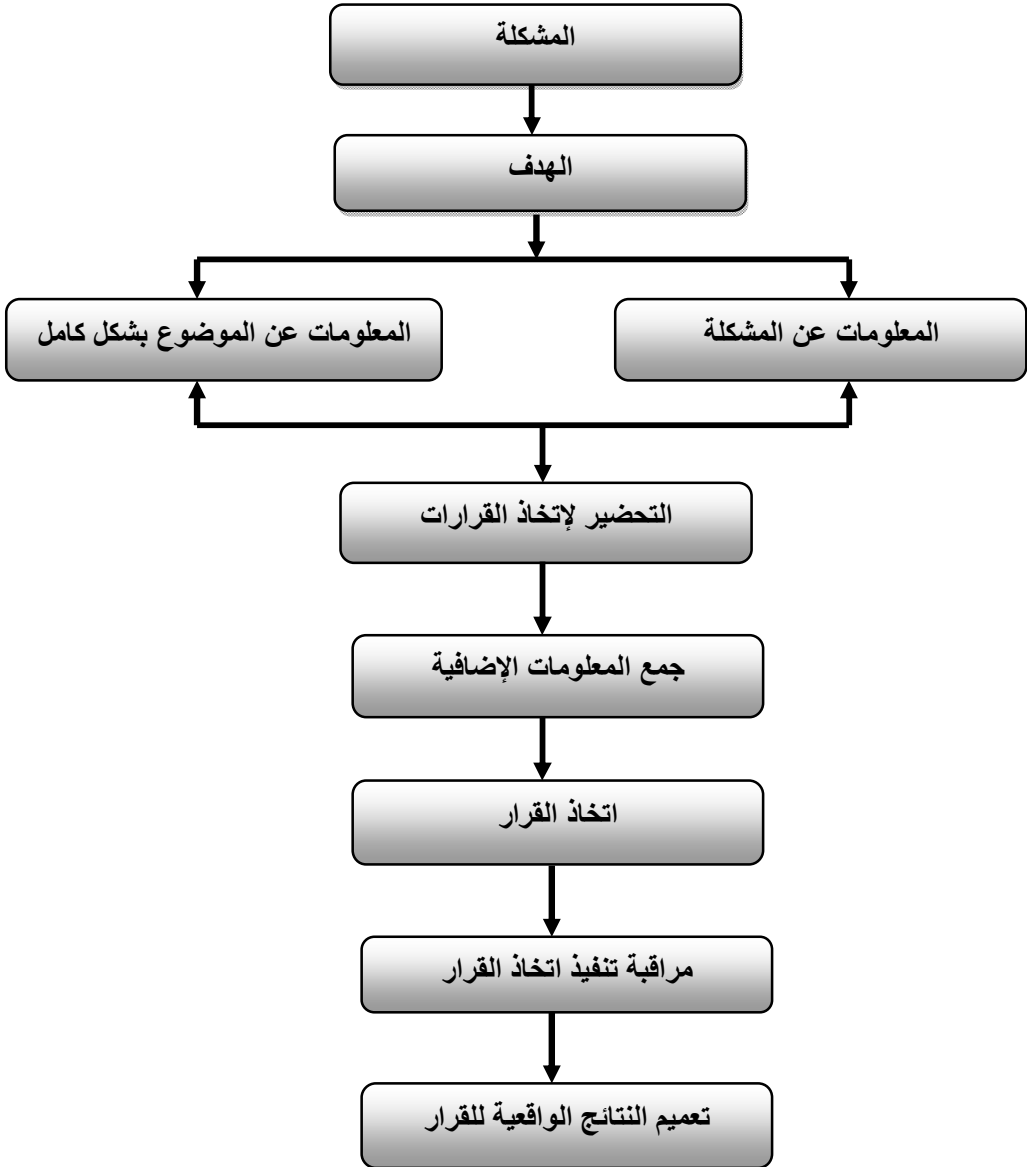 المشكلة
الهدف
المعلومات عن المشكلة
المعلومات عن الموضوع بشكل كامل
التحضير لإتخاذ القرارات
جمع المعلومات الإضافية
اتخاذ القرار
مراقبة تنفيذ اتخاذ القرار
تعميم النتائج الواقعية للقرار